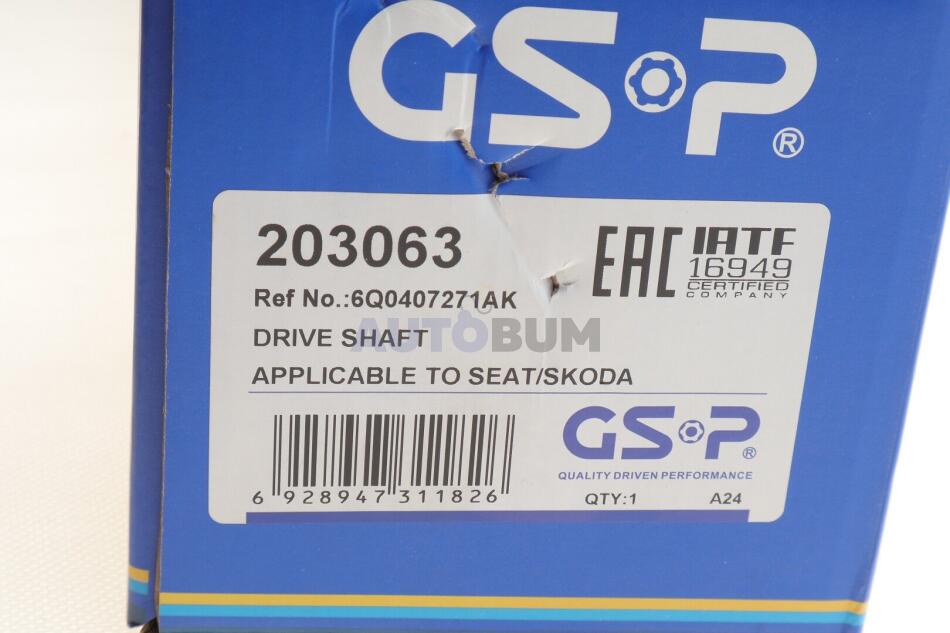 GSP®
203063
EAC IATF
16949
CERTIFIED
COMPANY
Ref No.:6Q0407271AK
AUTOBUM
DRIVE SHAFT
APPLICABLE TO SEAT/SKODA
GSP®
QUALITY DRIVEN PERFORMANCE
6 928947 311826
QTY:1 A24